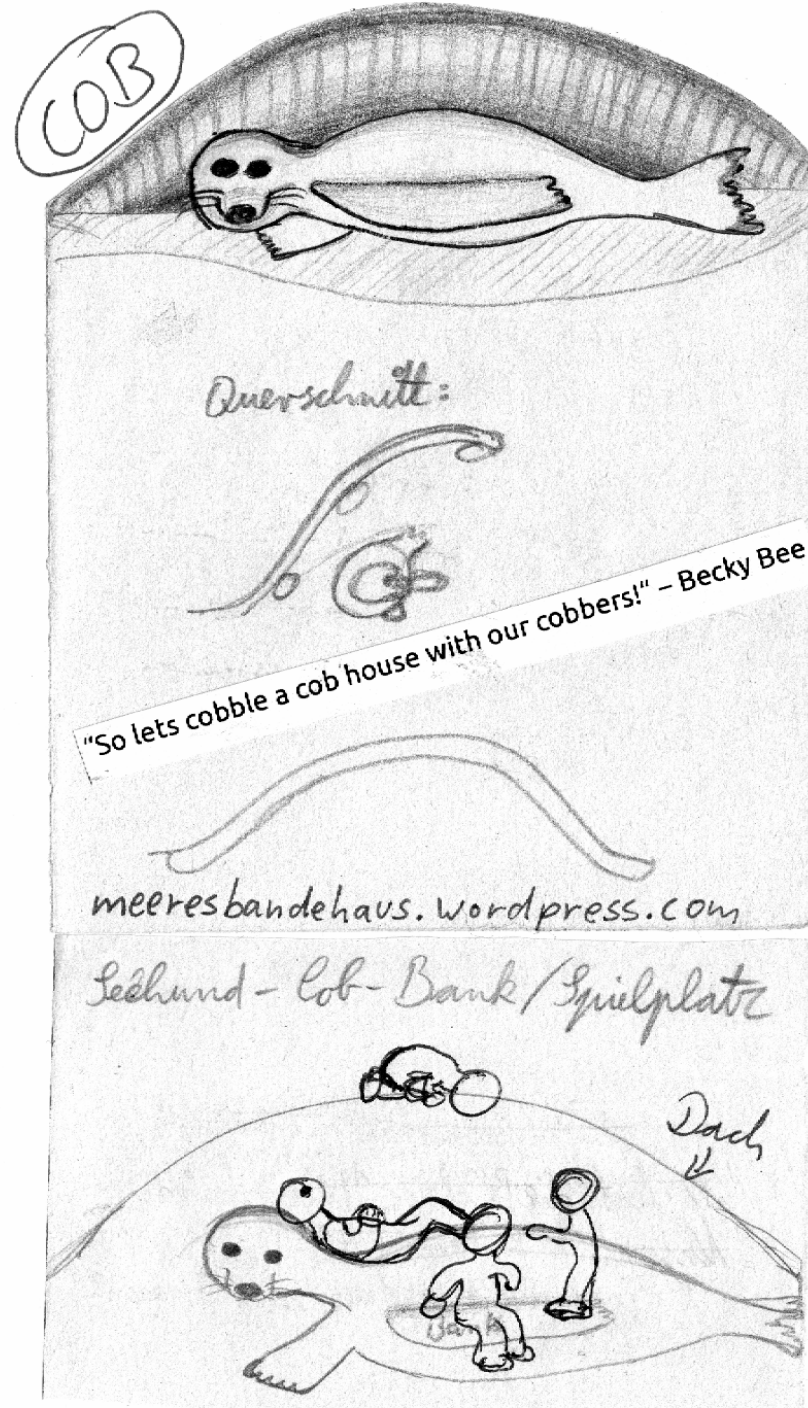 COB
Querschnitt:
“So lets cobble a cob house with our cobbers!“ – Becky Bee
meeresbandehaus.wordpress.com
Seehund-Cob-Bank/Spielplatz
Dach
Bank